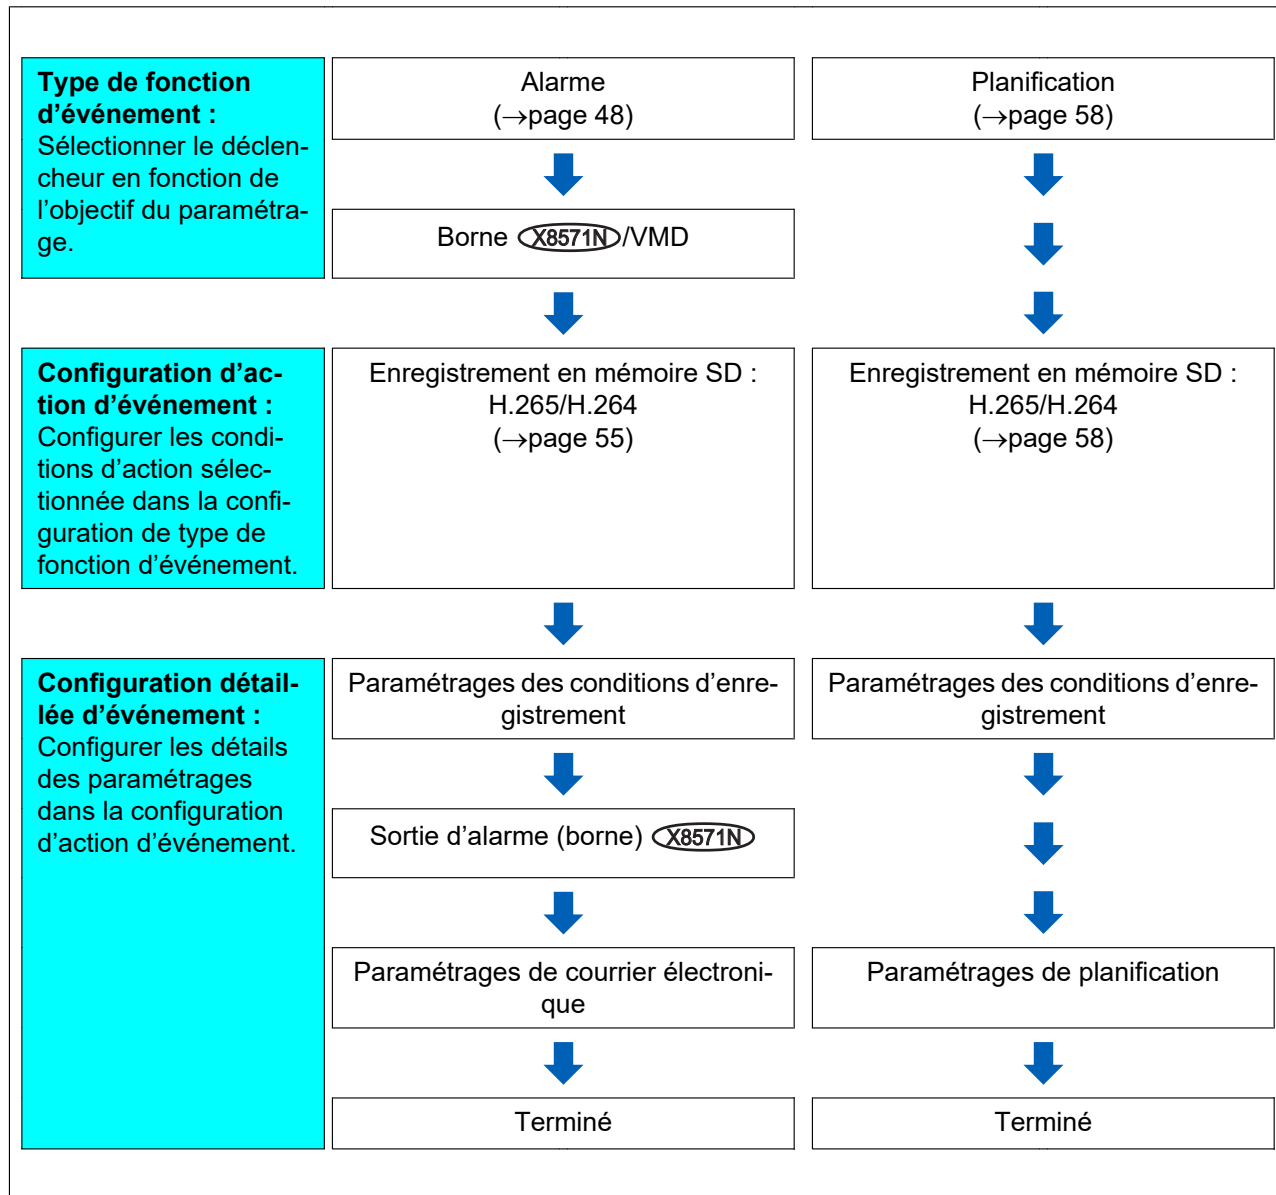 Type de fonction
d'événement :
Sélectionner le déclen-
cheur en fonction de
l'objectif du paramétra-
ge.
Alarme
(→page 48)
Planification
(→page 58)
Borne X8571N/VMD
Configuration d'ac-
tion d'événement :
Configurer les condi-
tions d'action sélec-
tionnée dans la confi-
guration de type de
fonction d'événement.
Enregistrement en mémoire SD :
H.265/H.264
(→page 55)
Enregistrement en mémoire SD :
H.265/H.264
(→page 58)
Configuration détail-
lée d'événement :
Configurer les détails
des paramétrages
dans la configuration
d'action d'événement.
Paramétrages des conditions d'enre-
gistrement
Paramétrages des conditions d'enre-
gistrement
Sortie d'alarme (borne) X8571N
Paramétrages de courrier électroni-
que
Paramétrages de planification
Terminé
Terminé